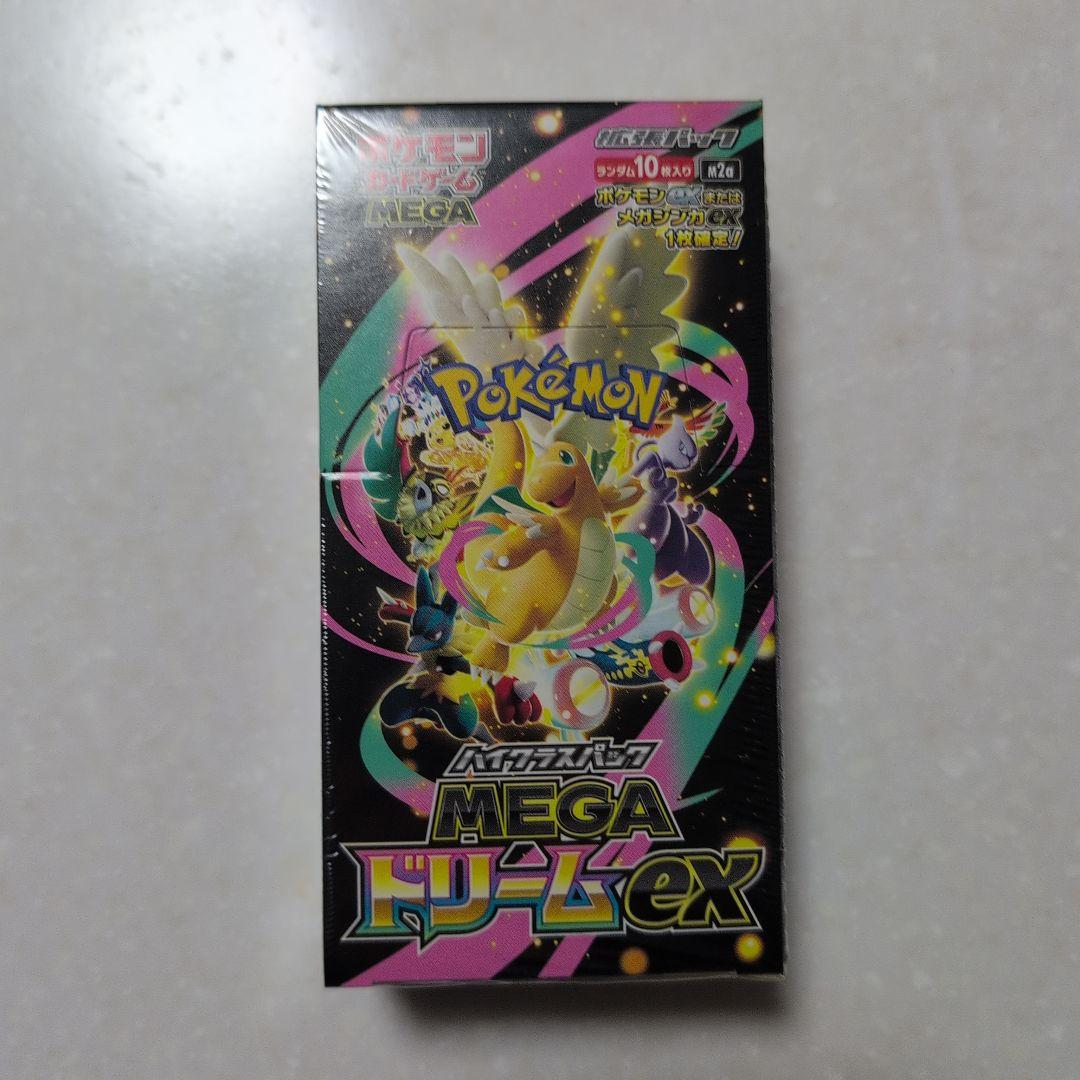 ポケモン
カードゲーム
MEGA
拡張パック
ランダム10枚入り M2a
ポケモンexまたは
メガシンカex
1枚確定!
POKéMON
TM
ハイクラスパック
MEGA
ドリームex